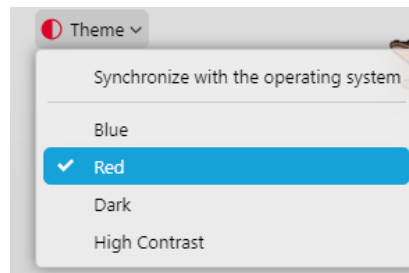 Theme
Synchronize with the operating system
Blue
Red
Dark
High Contrast